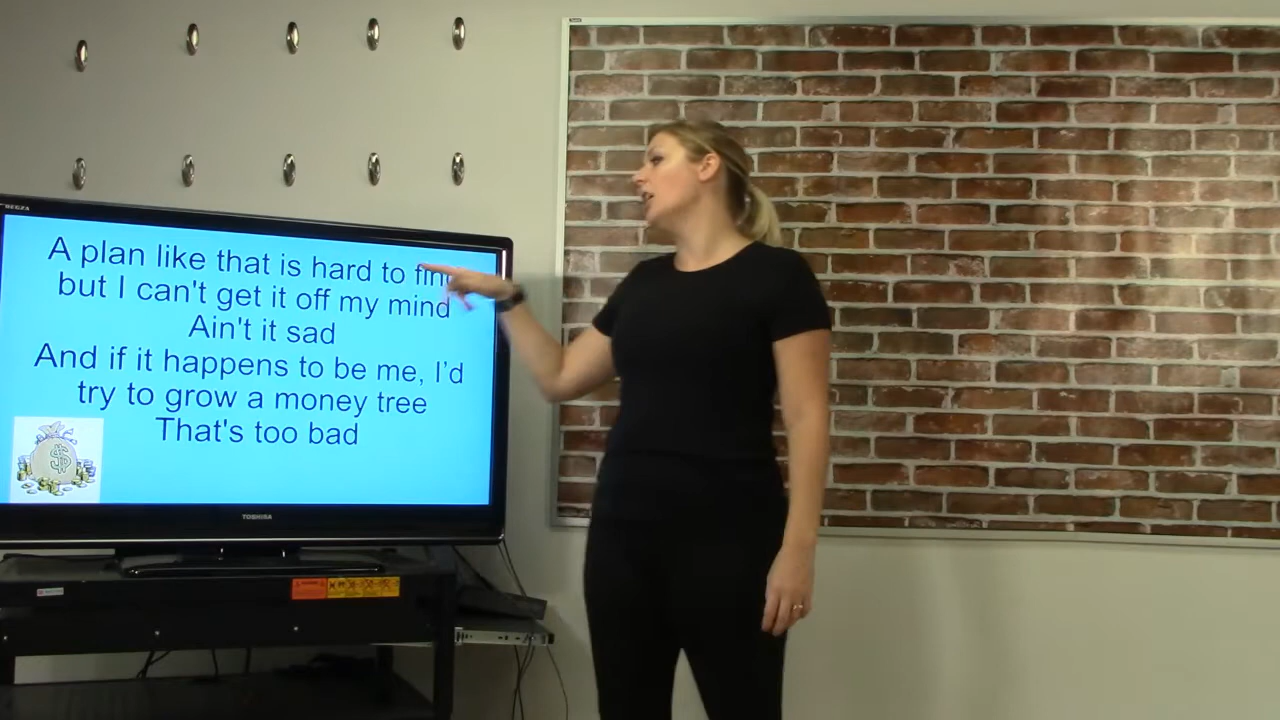 REGZA
A plan like that is hard to
but I can't get it off my mind
Ain't it sad
And if it happens to be me, I'd
try to grow a money tree
That's too bad
$
TOSHIBA